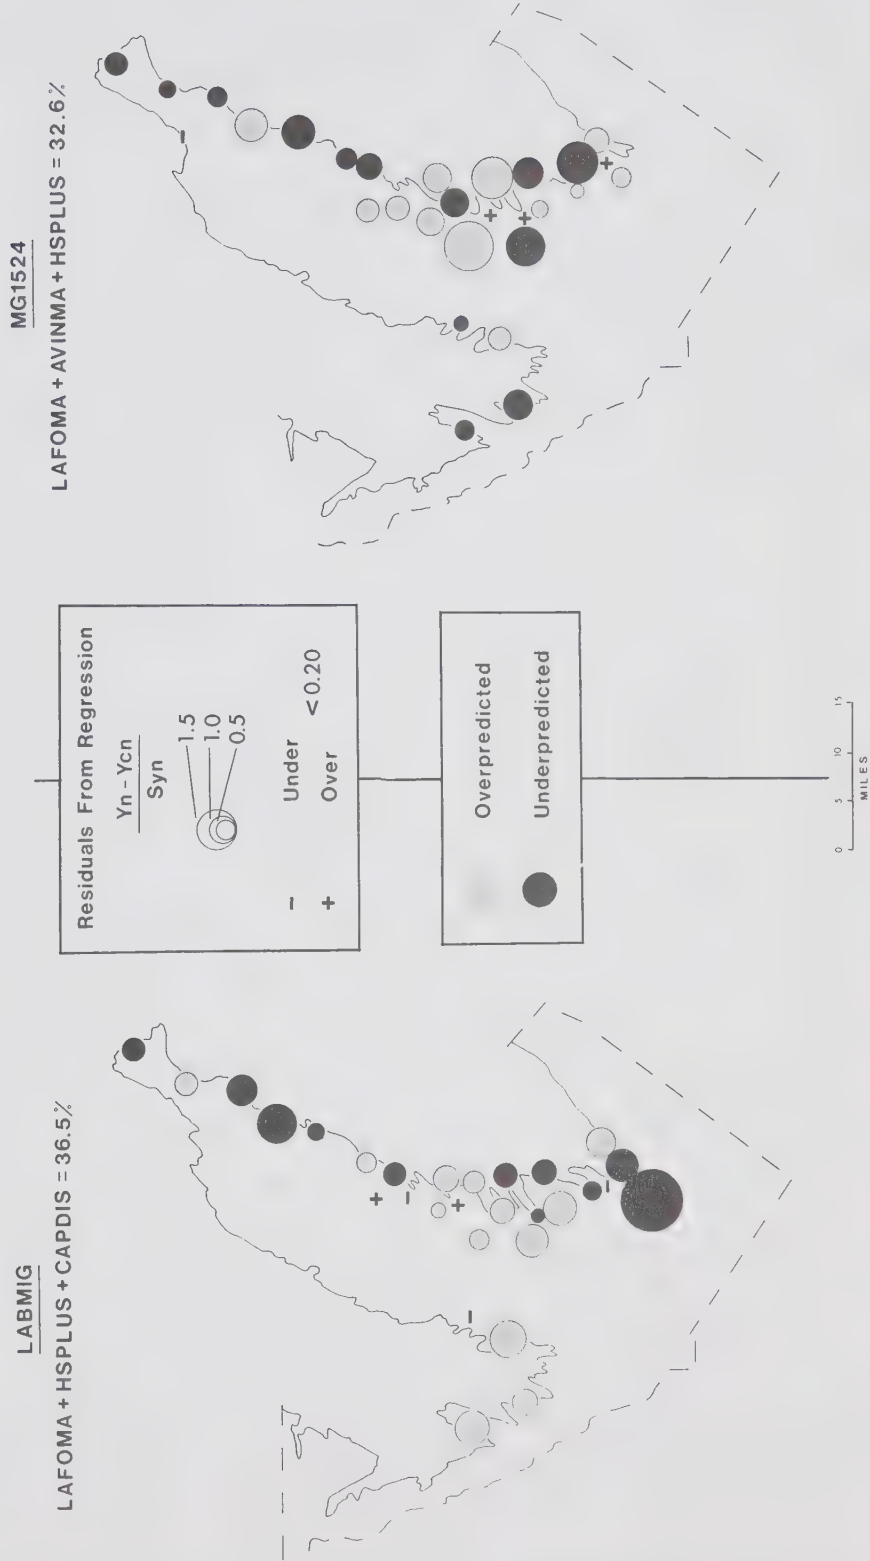 LABMIG
LAFOMA + HSPLUS + CAPDIS = 36.5%
Residuals From Regression
Yn - Ycn
Syn
1.5
1.0
0.5
− Under
+ Over
< 0.20
Overpredicted
Underpredicted
0 5 10 15
MILES
MG1524
LAFOMA + AVINMA + HSPLUS = 32.6%